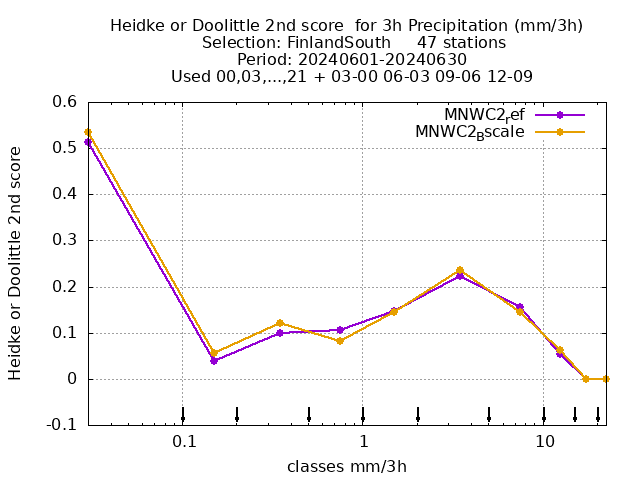 Heidke or Doolittle 2nd score  for 3h Precipitation (mm/3h)
Selection: FinlandSouth     47 stations
Period: 20240601-20240630
Used 00,03,...,21 + 03-00 06-03 09-06 12-09
MNWC2ref
MNWC2Bscale
0.6
0.5
0.4
0.3
0.2
0.1
0
-0.1
Heidke or Doolittle 2nd score
0.1 1 10
classes mm/3h